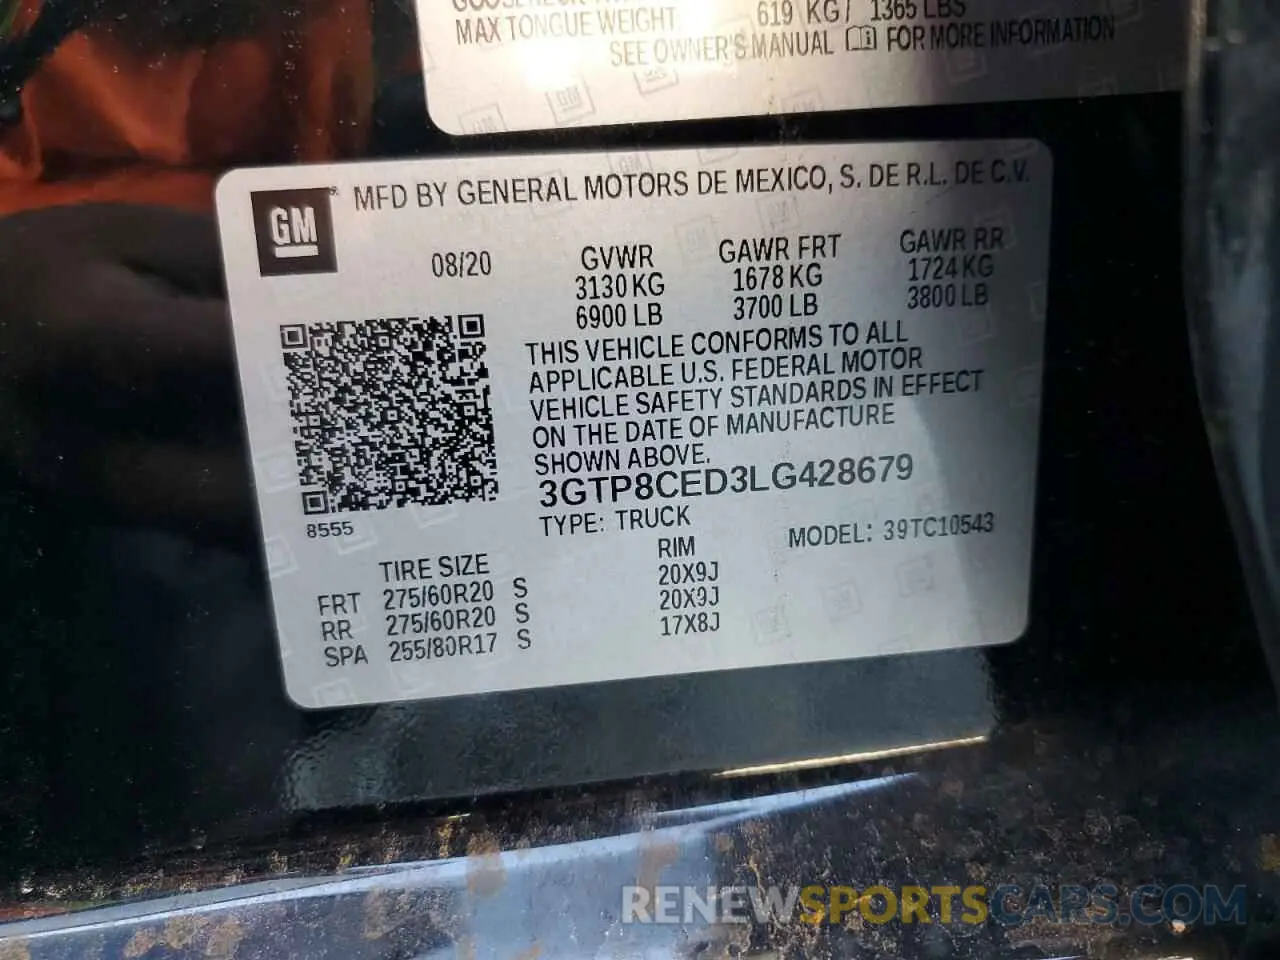 MAX TONGUE WEIGHT 619 KG / 1365 LBS
SEE OWNER'S MANUAL FOR MORE INFORMATION
GM
MFD BY GENERAL MOTORS DE MEXICO, S. DE R.L. DE C.V.
08/20 GVWR GAWR FRT GAWR RR
3130 KG 1678 KG 1724 KG
6900 LB 3700 LB 3800 LB
THIS VEHICLE CONFORMS TO ALL
APPLICABLE U.S. FEDERAL MOTOR
VEHICLE SAFETY STANDARDS IN EFFECT
ON THE DATE OF MANUFACTURE
SHOWN ABOVE.
3GTP8CED3LG428679
8555
TYPE: TRUCK MODEL: 39TC10543
TIRE SIZE RIM
FRT 275/60R20 S 20X9J
RR 275/60R20 S 20X9J
SPA 255/80R17 S 17X8J
RENEWSPORTSCARS.COM